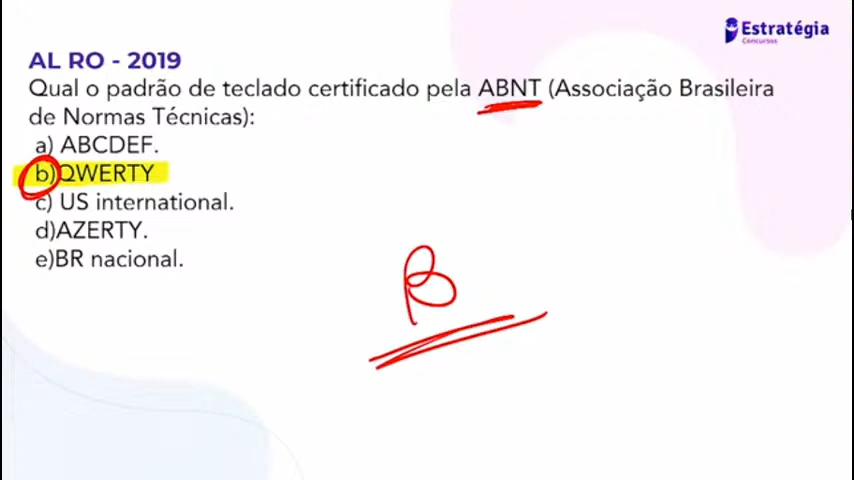 Estratégia
Concursos
AL RO - 2019
Qual o padrão de teclado certificado pela ABNT (Associação Brasileira
de Normas Técnicas):
a) ABCDEF.
b)QWERTY
c) US international.
d)AZERTY.
e)BR nacional.
B